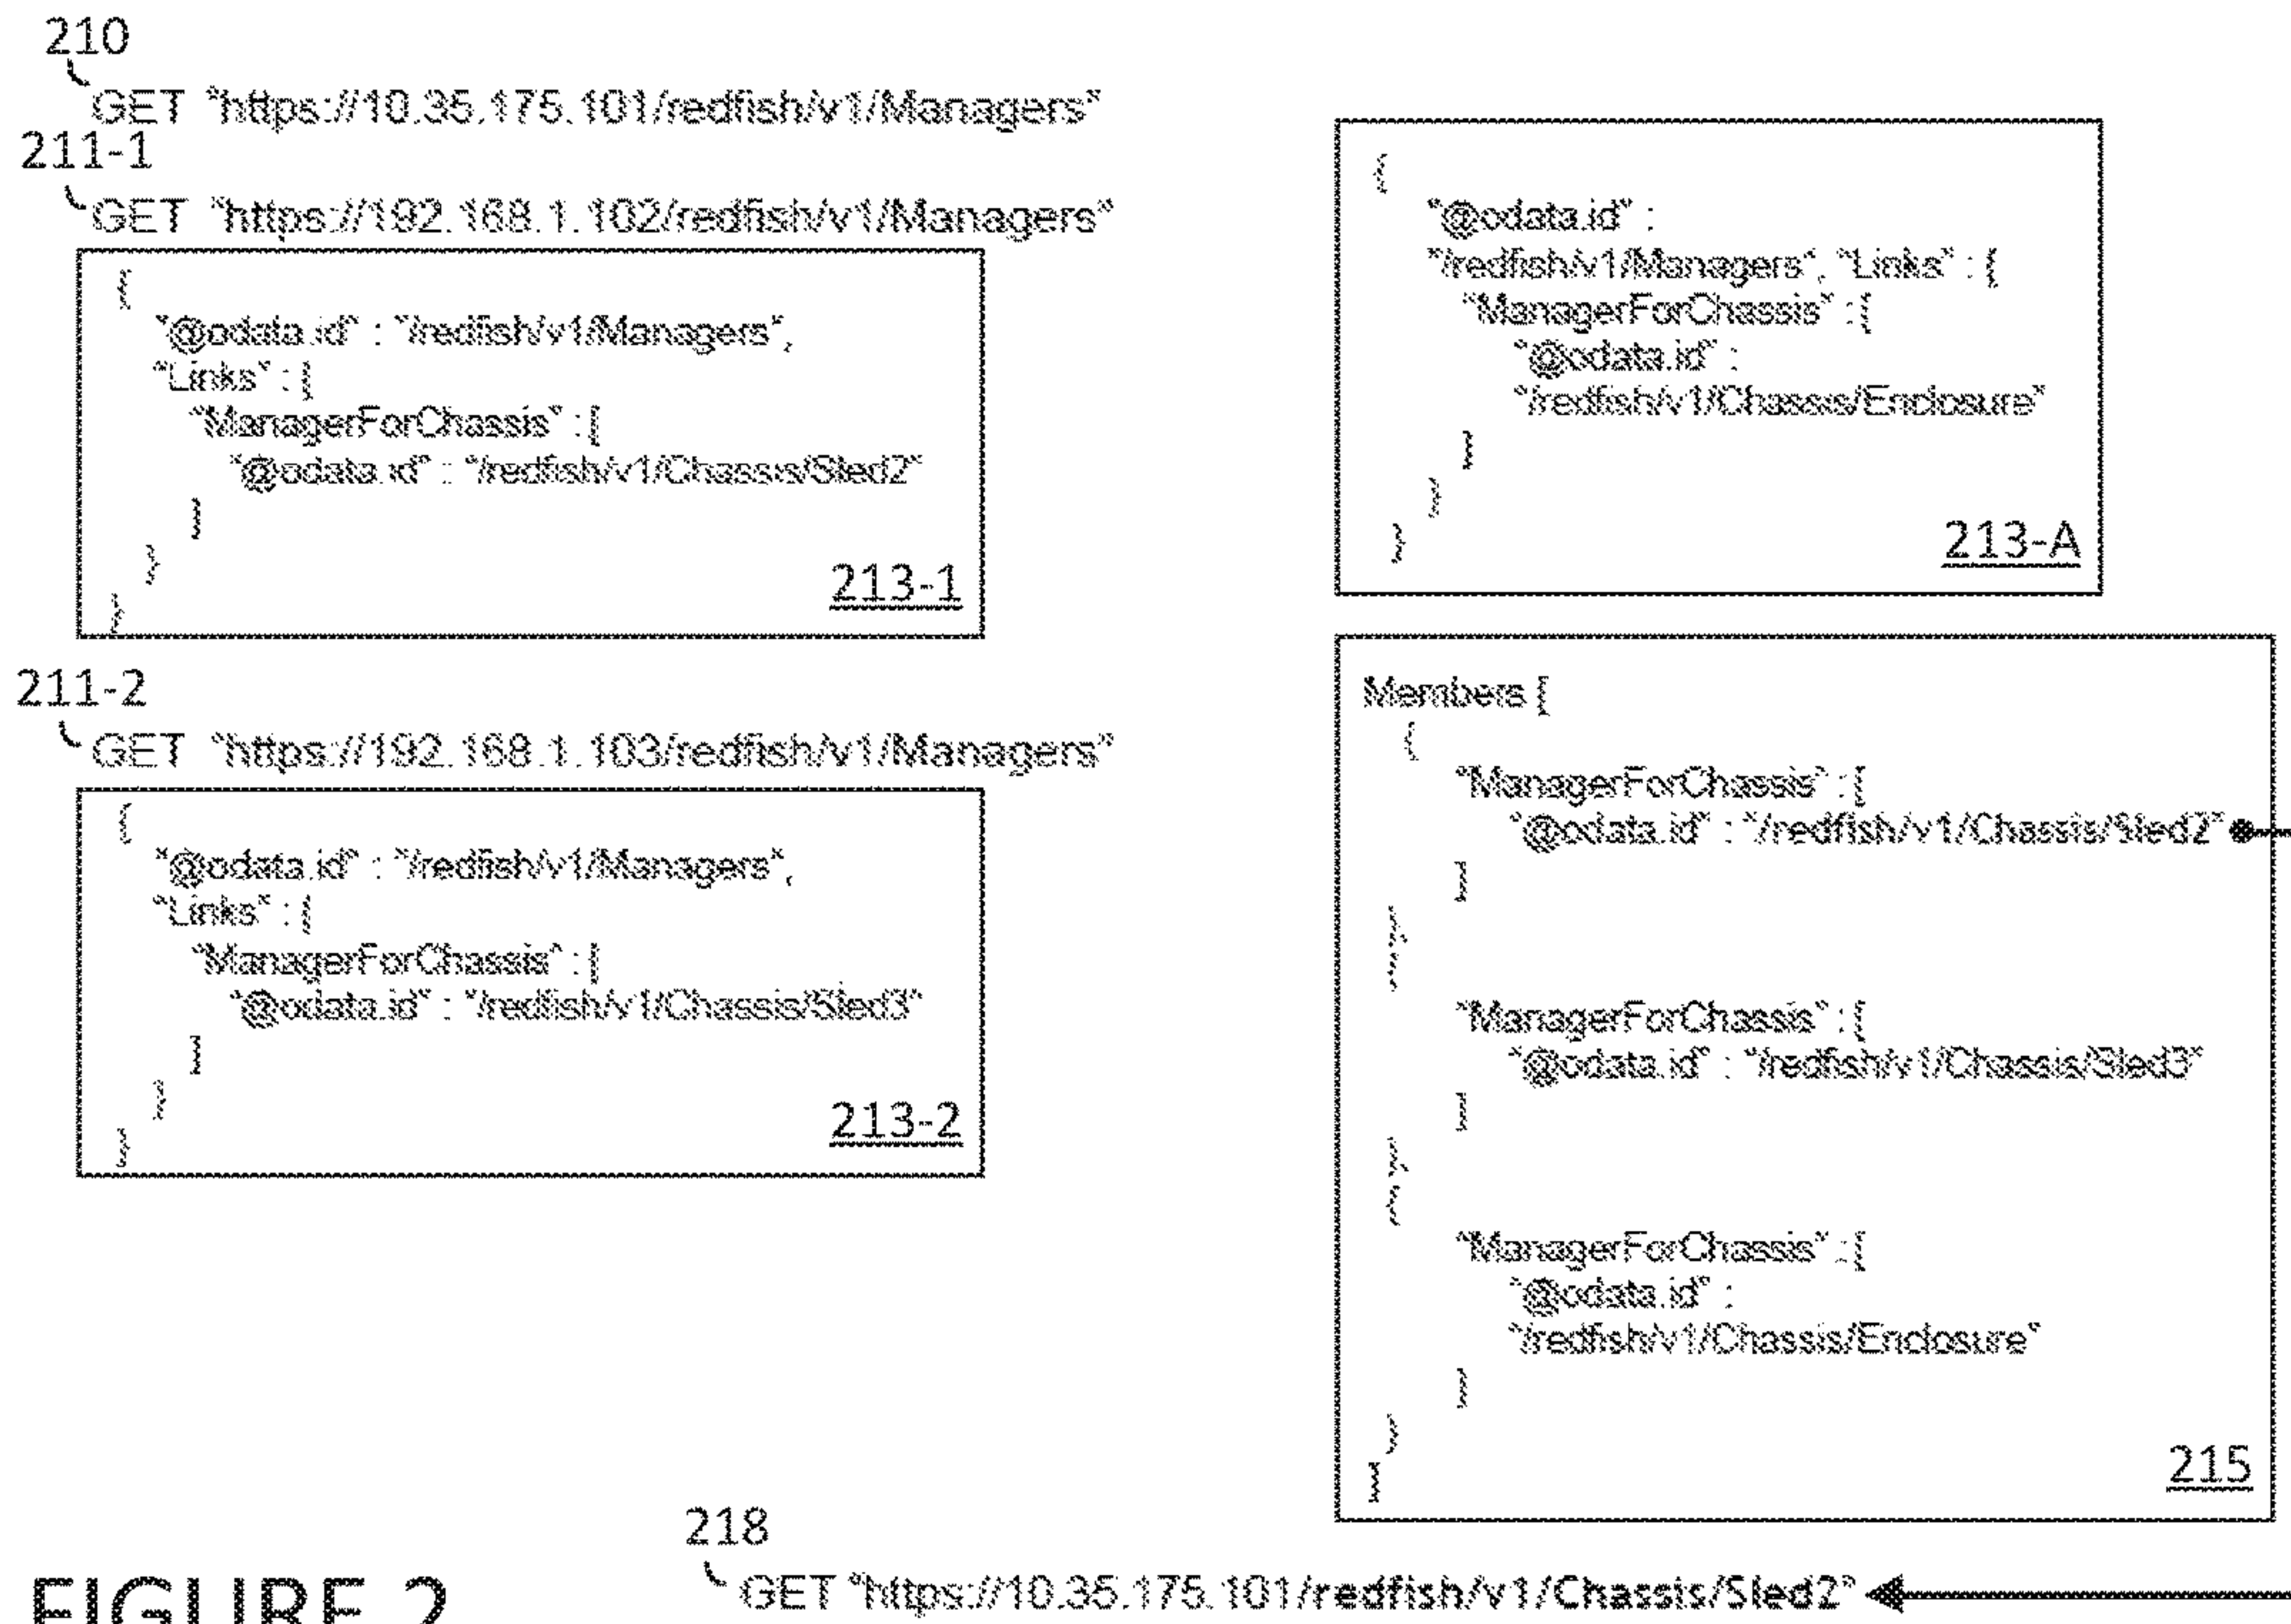 210
GET "https://10.35.175.101/redfish/v1/Managers"
211-1
GET "https://192.168.1.102/redfish/v1/Managers"
{
"@odata.id" : "/redfish/v1/Managers",
"Links" : {
"ManagerForChassis" : [
"@odata.id" : "/redfish/v1/Chassis/Sled2"
]
}
}
213-1
211-2
GET "https://192.168.1.103/redfish/v1/Managers"
{
"@odata.id" : "/redfish/v1/Managers",
"Links" : {
"ManagerForChassis" : [
"@odata.id" : "/redfish/v1/Chassis/Sled3"
]
}
}
213-2
{
"@odata.id" :
"/redfish/v1/Managers", "Links" : {
"ManagerForChassis" : [
"@odata.id" :
"/redfish/v1/Chassis/Enclosure"
]
}
}
213-A
Members [
{
"ManagerForChassis" : [
"@odata.id" : "/redfish/v1/Chassis/Sled2"
]
},
{
"ManagerForChassis" : [
"@odata.id" : "/redfish/v1/Chassis/Sled3"
]
},
{
"ManagerForChassis" : [
"@odata.id" :
"/redfish/v1/Chassis/Enclosure"
]
}
]
215
218
GET "https://10.35.175.101/redfish/v1/Chassis/Sled2"
FIGURE 2